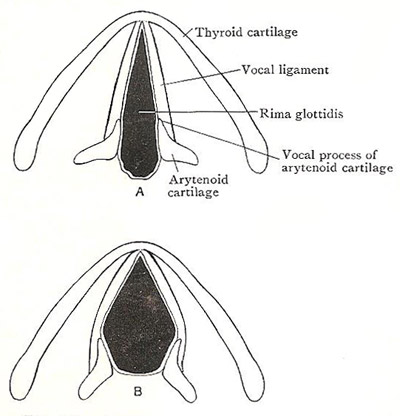 Thyroid cartilage
Vocal ligament
Rima glottidis
Vocal process of
arytenoid cartilage
Arytenoid
cartilage
A
B